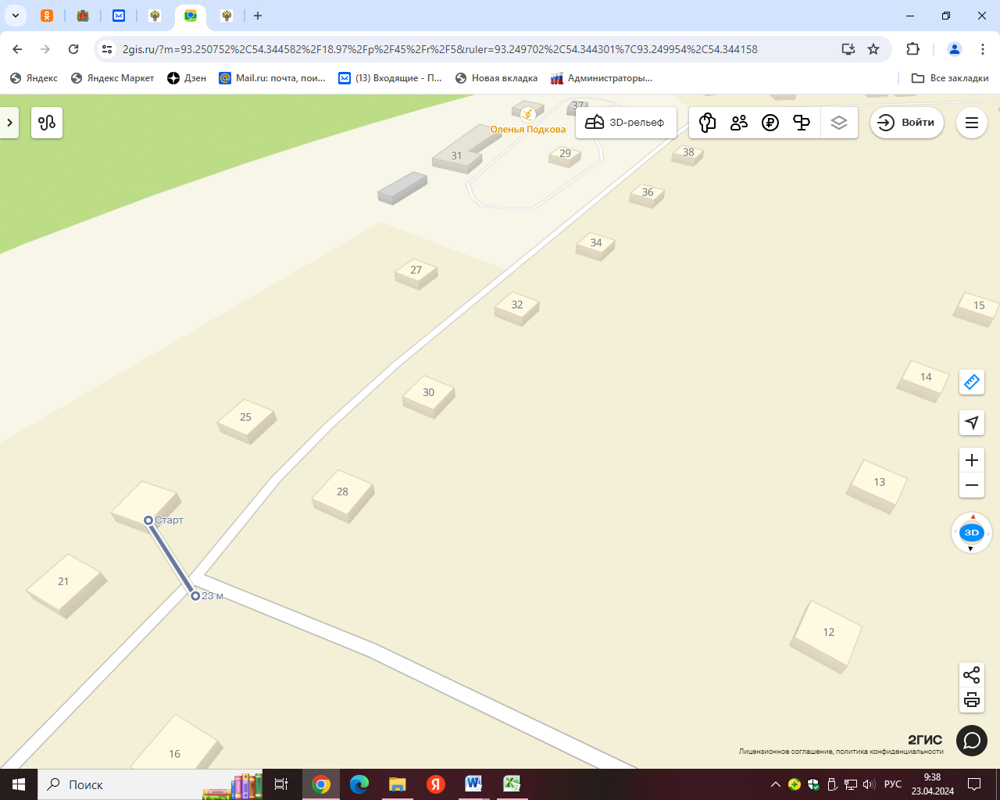 2gis.ru/?m=93.250752%2C54.344582%2F18.97%2Fp%2F45%2Fr%2F5&ruler=93.249702%2C54.344301%7C93.249954%2C54.344158
Яндекс
Яндекс Маркет
Дзен
Mail.ru: почта, пои...
(13) Входящие - П...
Новая вкладка
Администраторы...
Все закладки
37
Оленья Подкова
3D-рельеф
Войти
31
29
38
36
34
27
32
15
30
14
25
28
13
Старт
3D
21
23 м
12
16
2ГИС
Лицензионное соглашение, политика конфиденциальности
Поиск
РУС
9:38
23.04.2024